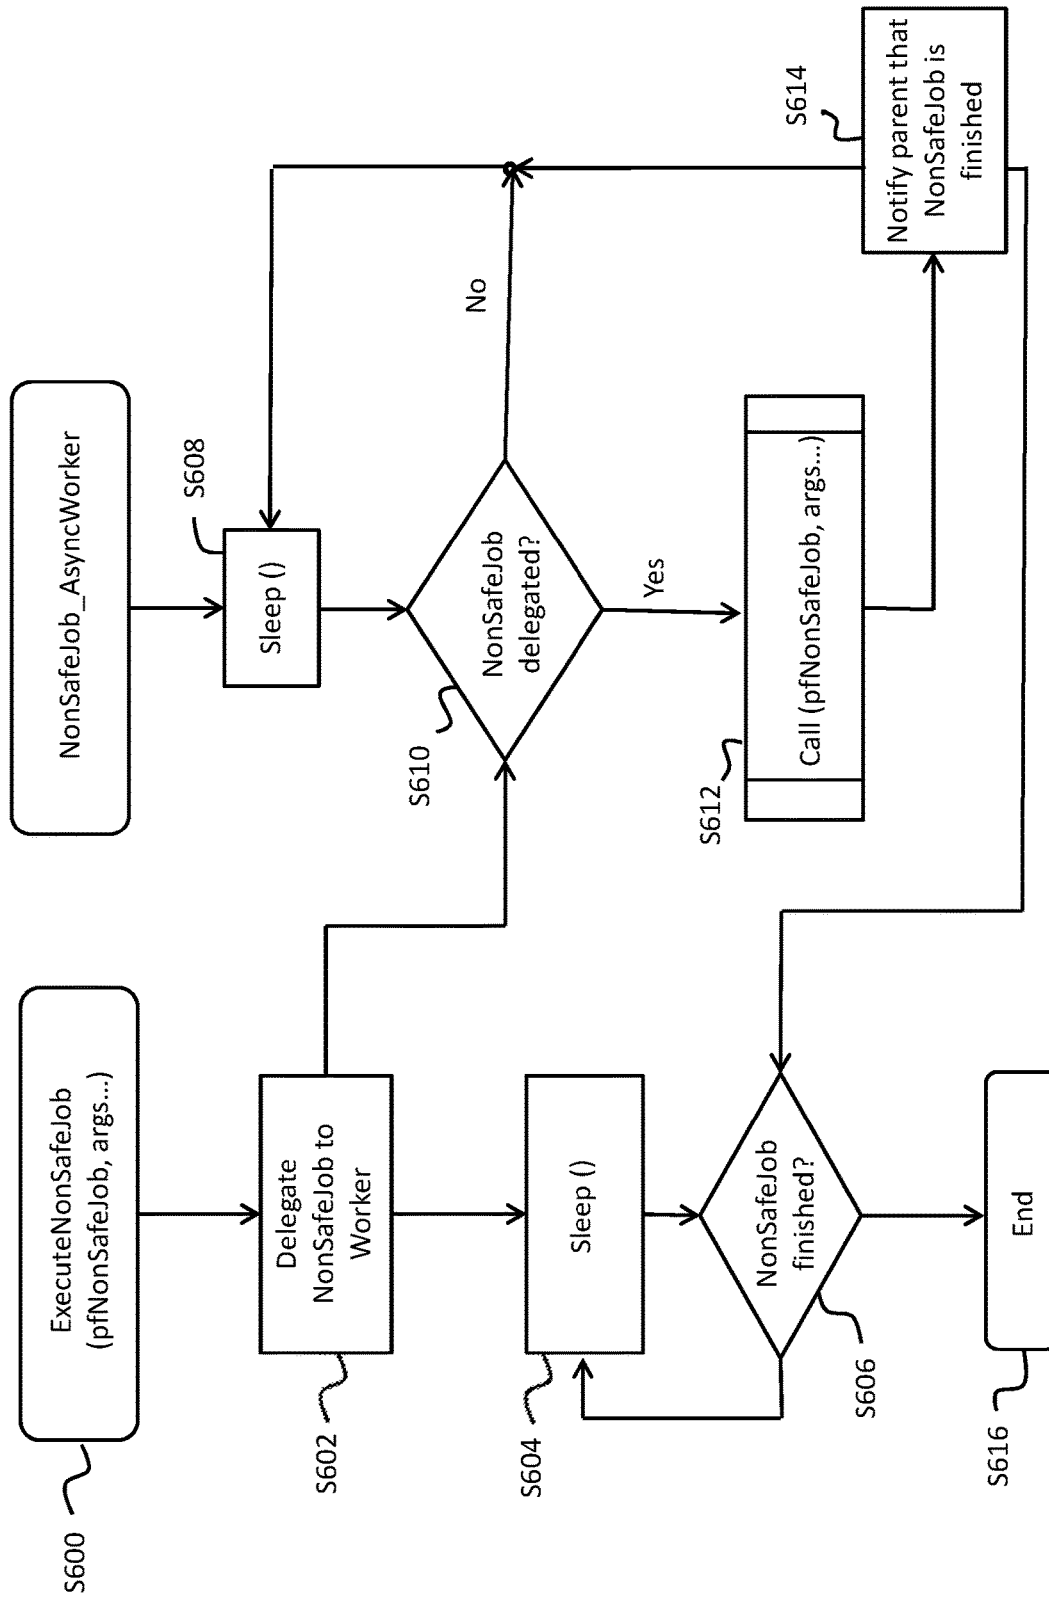 S600
ExecuteNonSafeJob
(pfNonSafeJob, args...)
S602
Delegate
NonSafeJob to
Worker
S604
Sleep ()
S606
NonSafeJob
finished?
S616
End
NonSafeJob_AsyncWorker
S608
Sleep ()
S610
NonSafeJob
delegated?
No
Yes
S612
Call (pfNonSafeJob, args...)
S614
Notify parent that
NonSafeJob is
finished